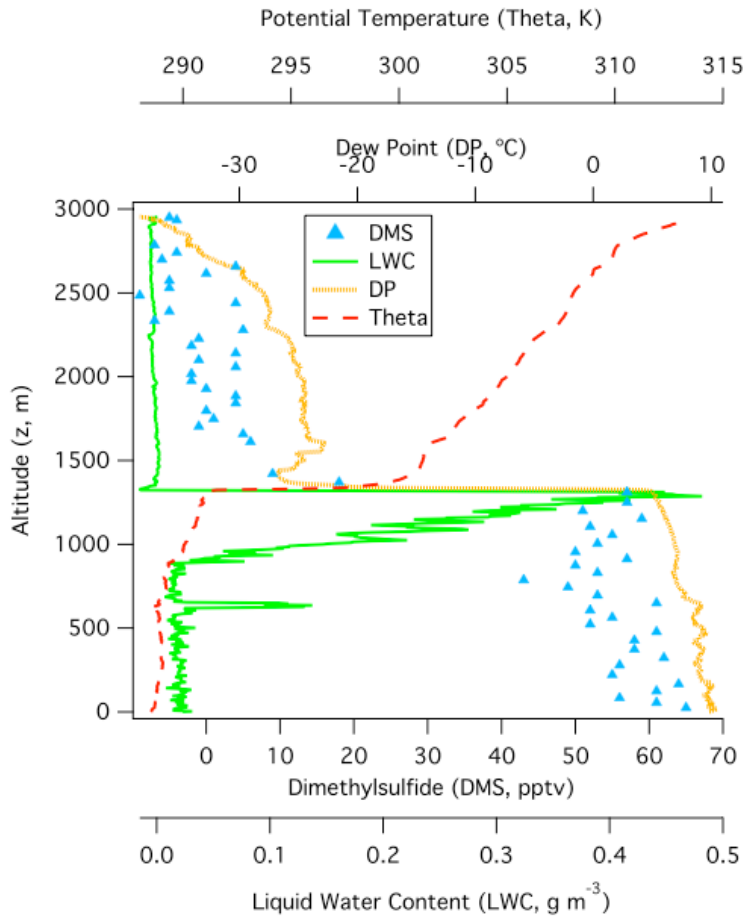 Potential Temperature (Theta, K)
290 295 300 305 310 315
Dew Point (DP, ºC)
-30 -20 -10 0 10
3000
2500
2000
1500
1000
500
0
Altitude (z, m)
DMS
LWC
DP
Theta
0 10 20 30 40 50 60 70
Dimethylsulfide (DMS, pptv)
0.0 0.1 0.2 0.3 0.4 0.5
Liquid Water Content (LWC, g m⁻³)